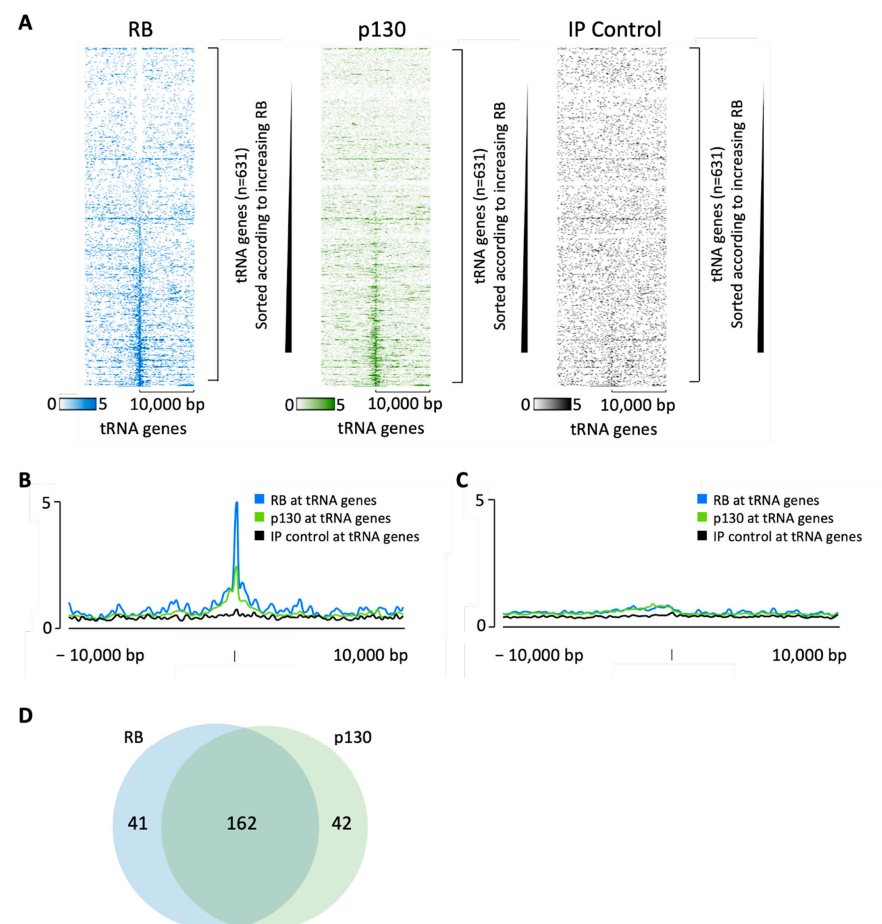 A
RB
p130
IP Control
tRNA genes (n=631)
Sorted according to increasing RB
tRNA genes (n=631)
Sorted according to increasing RB
tRNA genes (n=631)
Sorted according to increasing RB
0 5 10,000 bp
tRNA genes
0 5 10,000 bp
tRNA genes
0 5 10,000 bp
tRNA genes
B
5
RB at tRNA genes
p130 at tRNA genes
IP control at tRNA genes
0
− 10,000 bp 10,000 bp
C
5
RB at tRNA genes
p130 at tRNA genes
IP control at tRNA genes
0
− 10,000 bp 10,000 bp
D
RB p130
41 162 42